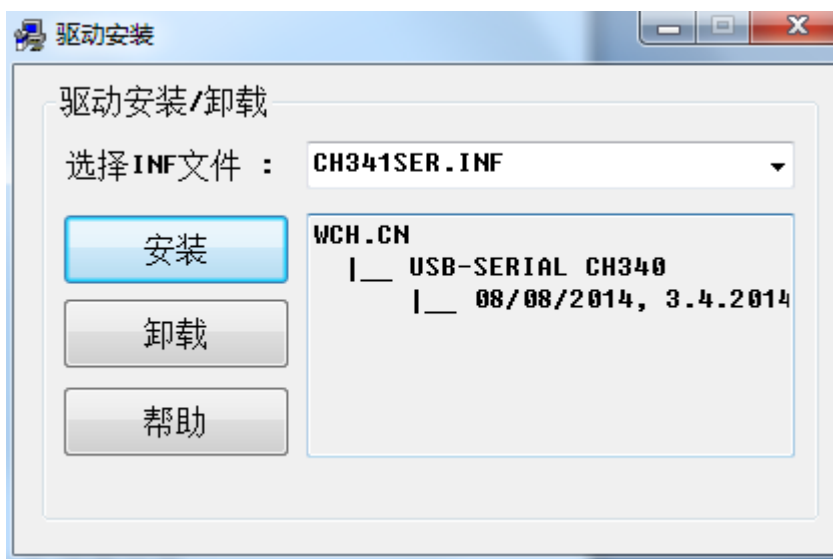 驱动安装
驱动安装/卸载
选择INF文件 :
CH341SER.INF
安装
卸载
帮助
WCH.CN
|__ USB-SERIAL CH340
|__ 08/08/2014, 3.4.2014